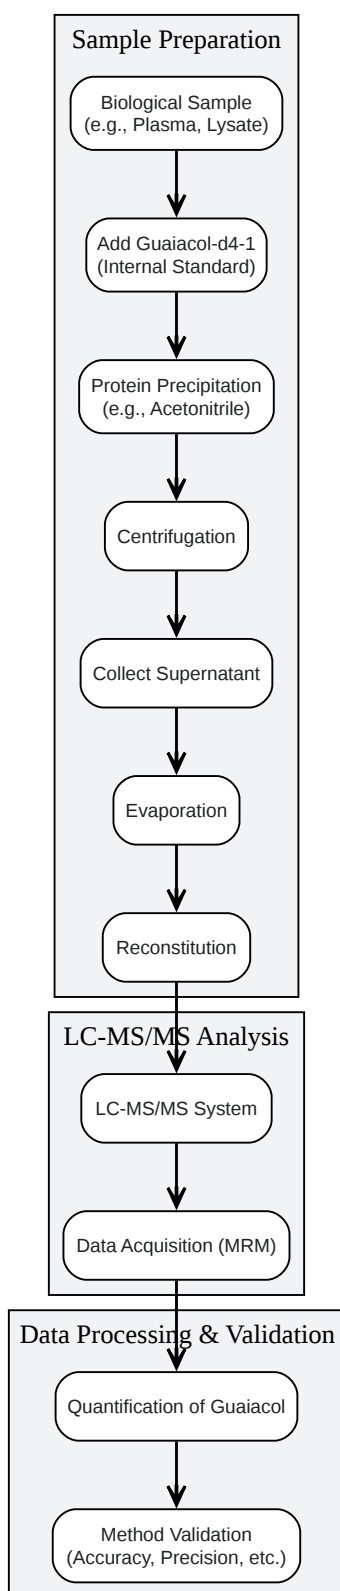 Sample Preparation
Biological Sample
(e.g., Plasma, Lysate)
Add Guaiacol-d4-1
(Internal Standard)
Protein Precipitation
(e.g., Acetonitrile)
Centrifugation
Collect Supernatant
Evaporation
Reconstitution
LC-MS/MS Analysis
LC-MS/MS System
Data Acquisition (MRM)
Data Processing & Validation
Quantification of Guaiacol
Method Validation
(Accuracy, Precision, etc.)